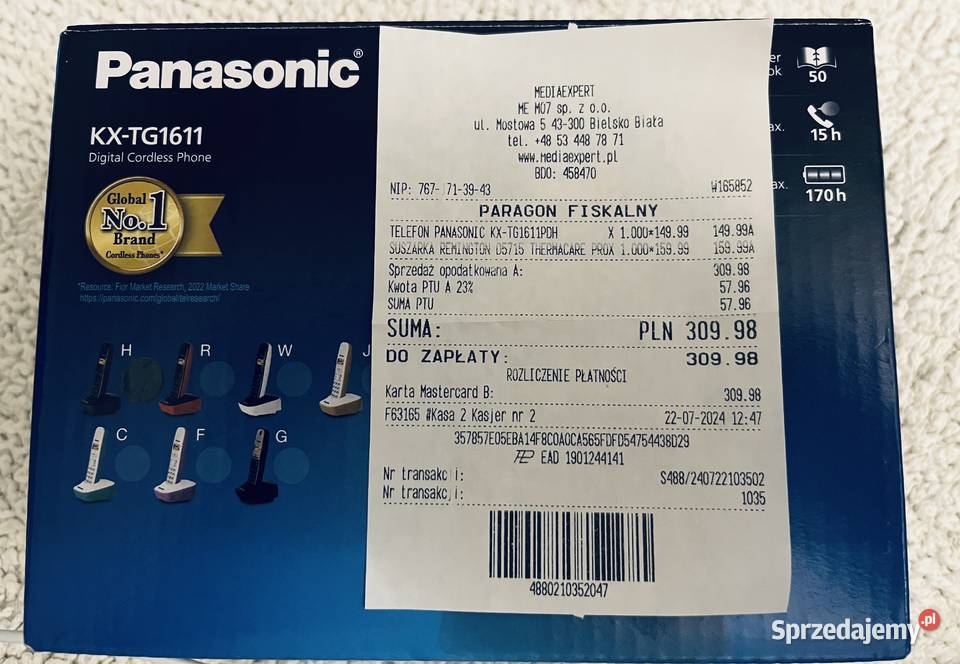 Panasonic®
KX-TG1611
Digital Cordless Phone
Global
No.1
Brand
Cordless Phones*
*Resource: Fior Market Research, 2022 Market Share
https://panasonic.com/global/telresearch/
H R W J
C F G
50
15 h
170 h
MEDIAEXPERT
ME M07 sp. z o.o.
ul. Mostowa 5 43-300 Bielsko Biała
tel. +48 53 448 78 71
www.mediaexpert.pl
BDO: 458470
NIP: 767- 71-39-43 W165852
PARAGON FISKALNY
TELEFON PANASONIC KX-TG1611PDH X 1.000*149.99 149.99A
SUSZARKA REMINGTON D5715 THERMACARE PROX 1.000*159.99 159.99A
Sprzedaż opodatkowana A: 309.98
Kwota PTU A 23% 57.96
SUMA PTU 57.96
SUMA: PLN 309.98
DO ZAPŁATY: 309.98
ROZLICZENIE PŁATNOŚCI
Karta Mastercard B: 309.98
F63165 #Kasa 2 Kasjer nr 2 22-07-2024 12:47
357857E05EBA14F8C0A0CA565FDFD54754438D29
EAD 1901244141
Nr transakcji: S488/240722103502
Nr transakcji: 1035
4880210352047
Sprzedajemy.pl